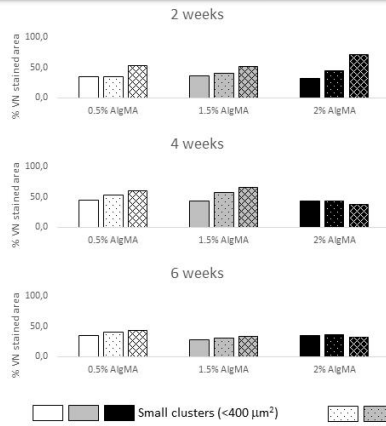 2 weeks
100,0
50,0
0,0
% VN stained area
0.5% AlgMA 1.5% AlgMA 2% AlgMA
4 weeks
100,0
50,0
0,0
% VN stained area
0.5% AlgMA 1.5% AlgMA 2% AlgMA
6 weeks
100,0
50,0
0,0
% VN stained area
0.5% AlgMA 1.5% AlgMA 2% AlgMA
Small clusters (<400 µm²)